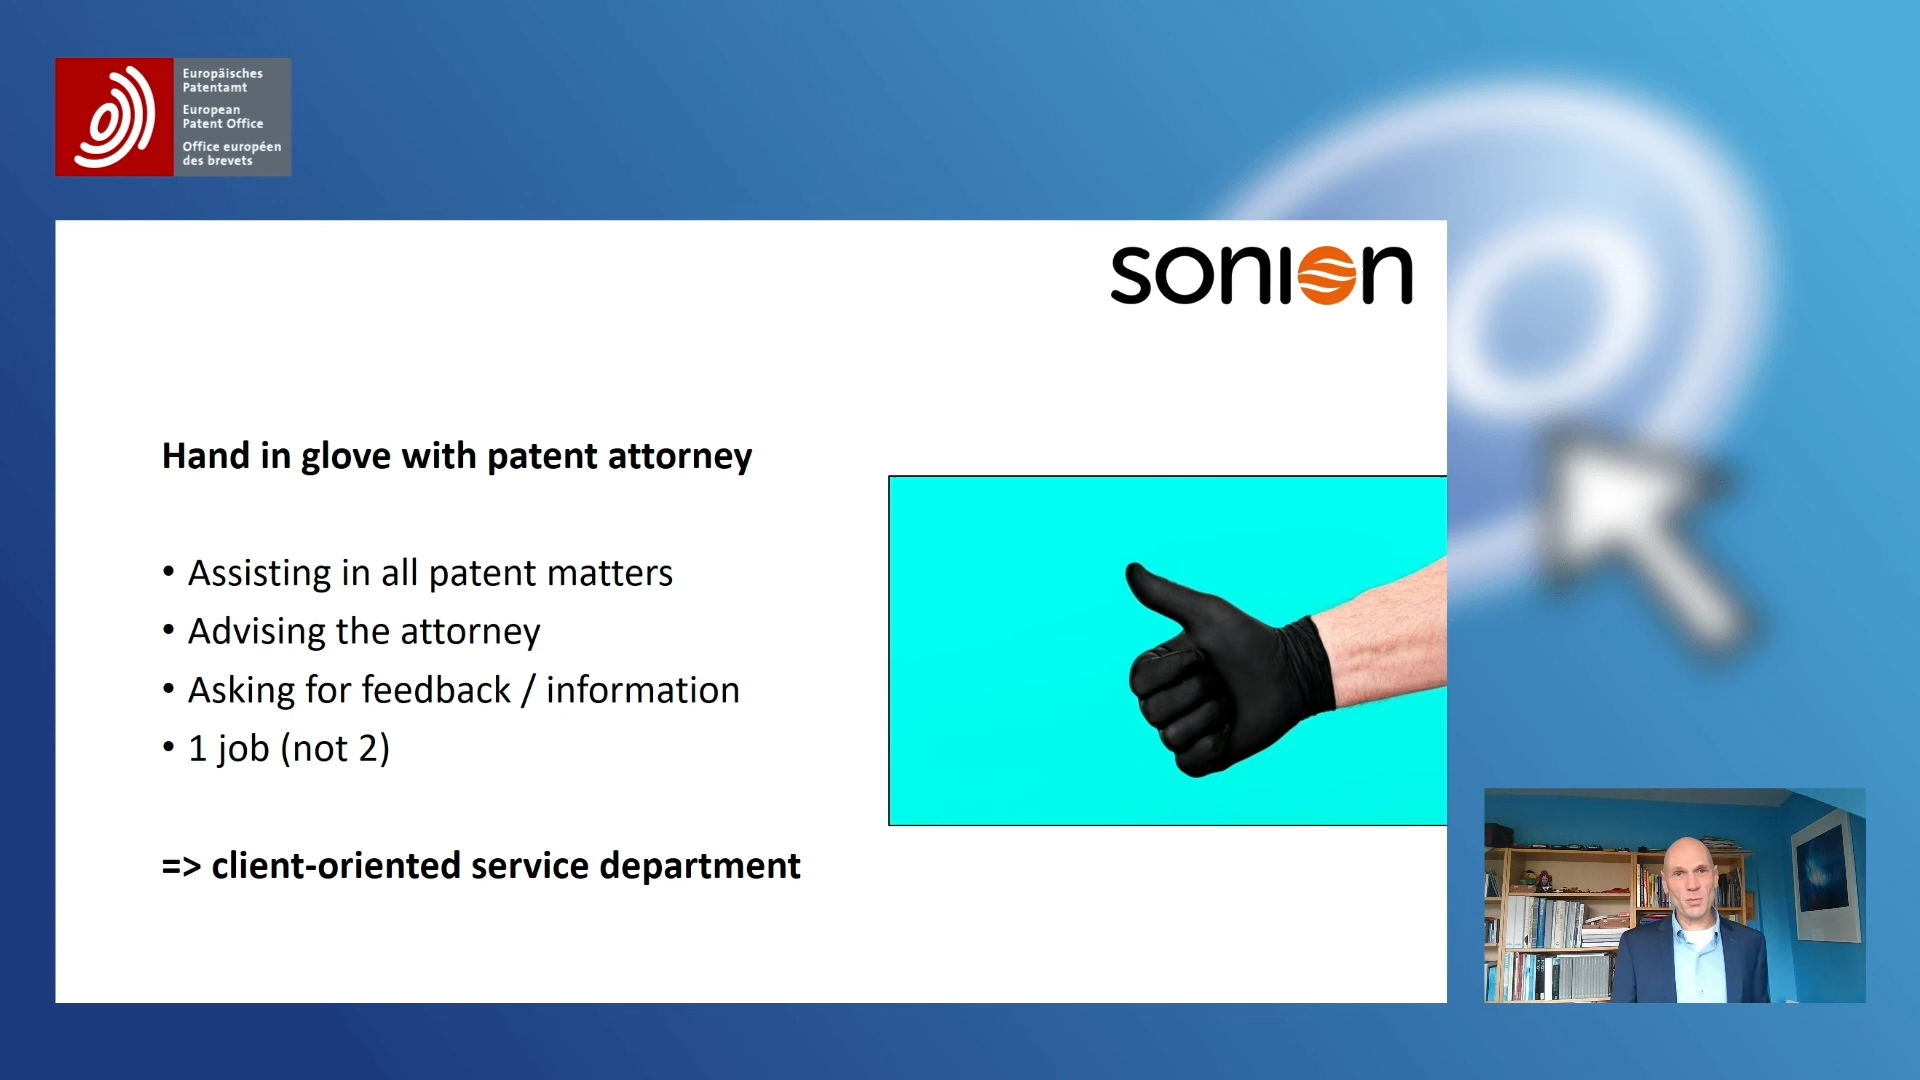 Europäisches
Patentamt
European
Patent Office
Office européen
des brevets
sonion
Hand in glove with patent attorney
• Assisting in all patent matters
• Advising the attorney
• Asking for feedback / information
• 1 job (not 2)
=> client-oriented service department